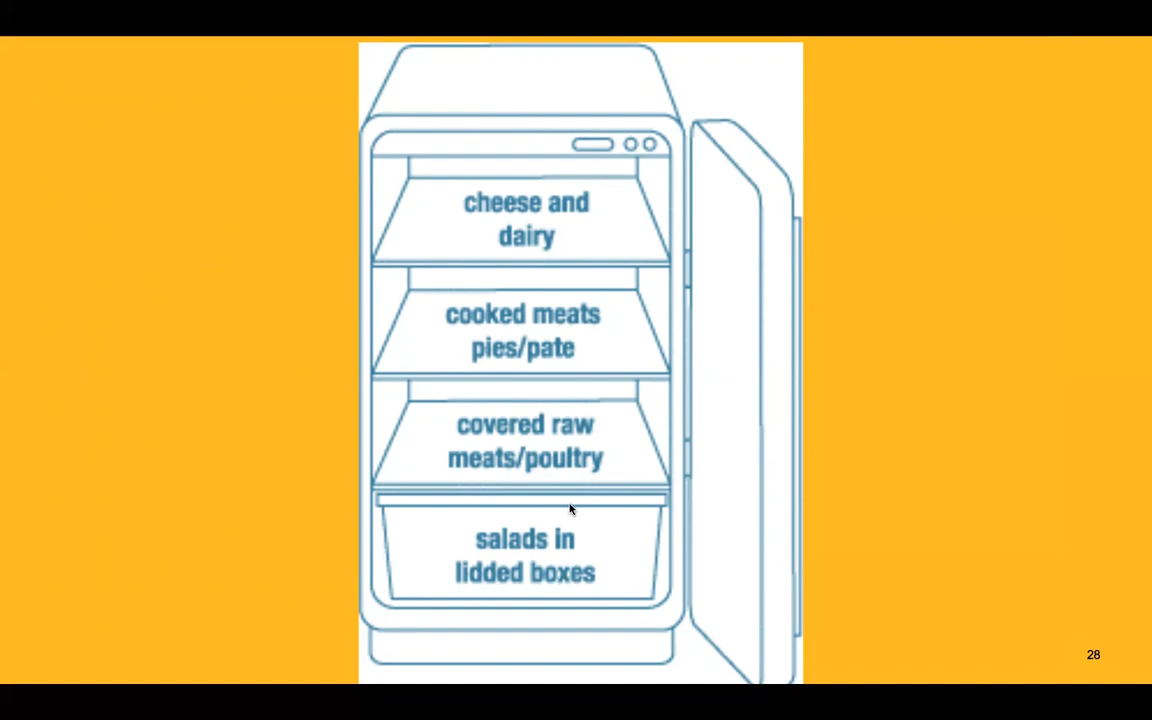 cheese and
dairy
cooked meats
pies/pate
covered raw
meats/poultry
salads in
lidded boxes
28